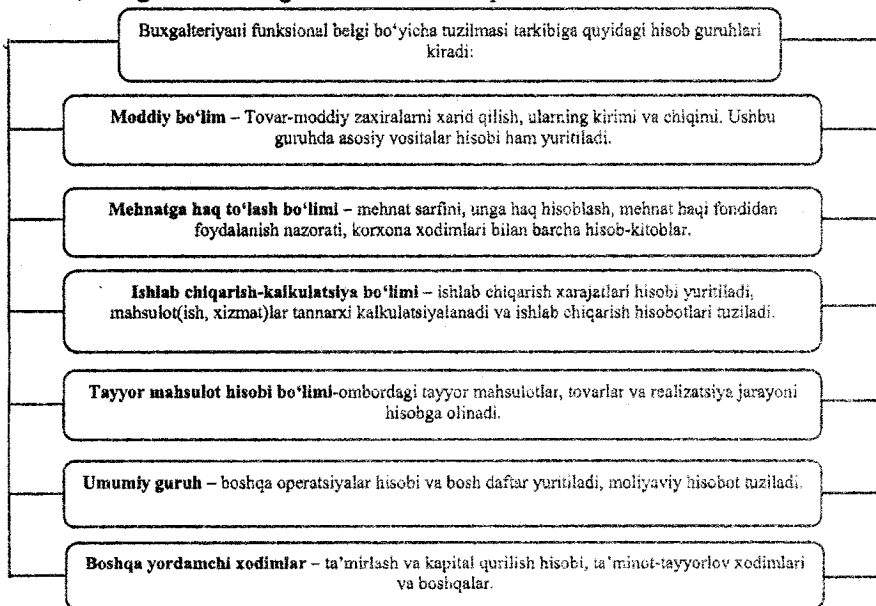 Buxgalteriyani funksional belgi bo‘yicha tuzilmasi tarkibiga quyidagi hisob guruhlari
kiradi:
Moddiy bo‘lim – Tovar-moddiy zaxiralarni xarid qilish, ularning kirimi va chiqimi. Ushbu
guruhda asosiy vositalar hisobi ham yuritiladi.
Mehnatga haq to‘lash bo‘limi – mehnat sarfini, unga haq hisoblash, mehnat haqi fondidan
foydalanish nazorati, korxona xodimlari bilan barcha hisob-kitoblar.
Ishlab chiqarish-kalkulatsiya bo‘limi – ishlab chiqarish xarajatlari hisobi yuritiladi,
mahsulot(ish, xizmat)lar tannarxi kalkulatsiyalanadi va ishlab chiqarish hisobotlari tuziladi.
Tayyor mahsulot hisobi bo‘limi-ombordagi tayyor mahsulotlar, tovarlar va realizatsiya jarayoni
hisobga olinadi.
Umumiy guruh – boshqa operatsiyalar hisobi va bosh daftar yuritiladi, moliyaviy hisobot tuziladi.
Boshqa yordamchi xodimlar – ta’mirlash va kapital qurilish hisobi, ta’minot-tayyorlov xodimlari
va boshqalar.